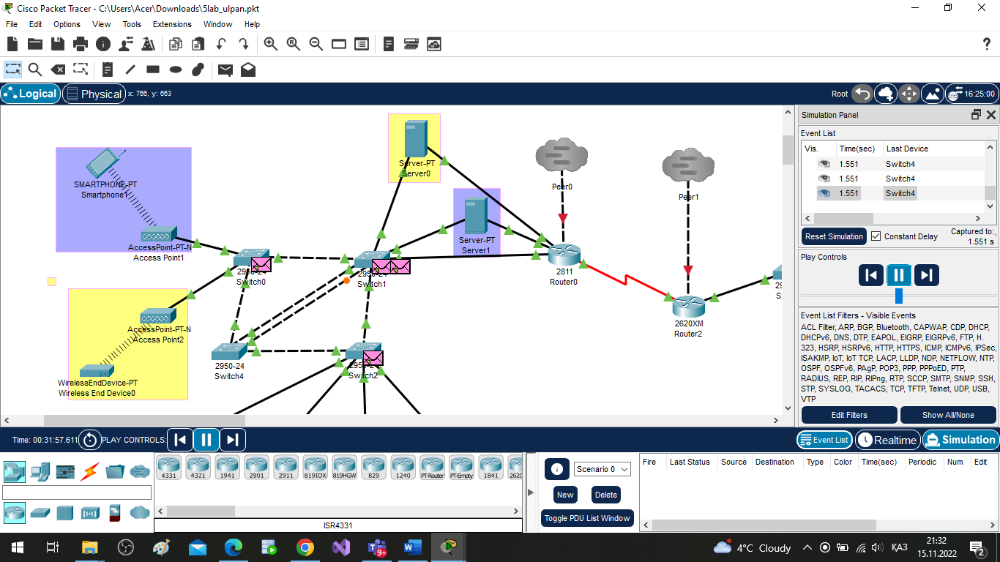 Cisco Packet Tracer - C:\Users\Acer\Downloads\5lab_ulpan.pkt
File Edit Options View Tools Extensions Window Help
Logical Physical x: 766, y: 663 Root 16:25:00
Simulation Panel
Event List
Vis. Time(sec) Last Device
1.551 Switch4
1.551 Switch4
1.551 Switch4
Reset Simulation Constant Delay Captured to:
1.551 s
Play Controls
Event List Filters - Visible Events
ACL Filter, ARP, BGP, Bluetooth, CAPWAP, CDP, DHCP,
DHCPv6, DNS, DTP, EAPOL, EIGRP, EIGRPv6, FTP, H.
323, HSRP, HSRPv6, HTTP, HTTPS, ICMP, ICMPv6, IPSec,
ISAKMP, IoT, IoT TCP, LACP, LLDP, NDP, NETFLOW, NTP,
OSPF, OSPFv6, PAgP, POP3, PPP, PPPoED, PTP,
RADIUS, REP, RIP, RIPng, RTP, SCCP, SMTP, SNMP, SSH,
STP, SYSLOG, TACACS, TCP, TFTP, Telnet, UDP, USB,
VTP
Edit Filters Show All/None
Server-PT
Server0
SMARTPHONE-PT
Smartphone1
Peer0
Peer1
Server-PT
Server1
AccessPoint-PT-N
Access Point1
2950-24
Switch0
2950-24
Switch1
2811
Router0
2620XM
Router2
AccessPoint-PT-N
Access Point2
2950-24
Switch4
2950-24
Switch2
WirelessEndDevice-PT
Wireless End Device0
Time: 00:31:57.611 PLAY CONTROLS: Event List Realtime Simulation
4331 4321 1941 2901 2911 819IOX 819HGW 829 1240 PT-Router PT-Empty 1841 2620
ISR4331
Scenario 0
New Delete
Toggle PDU List Window
Fire Last Status Source Destination Type Color Time(sec) Periodic Num Edit
9+
4°C Cloudy ҚАЗ 21:32
15.11.2022
2